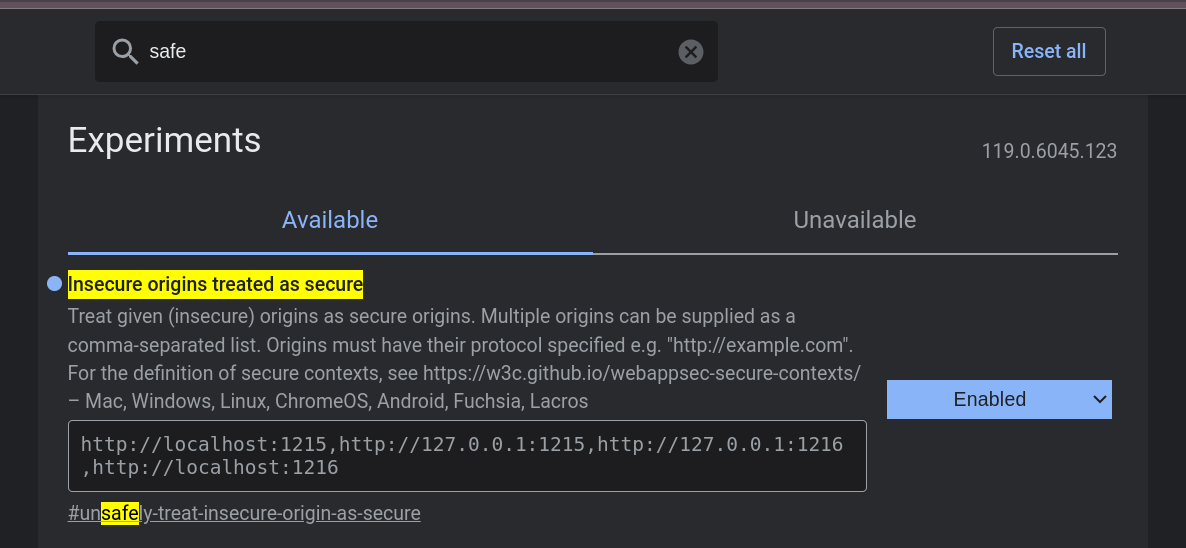 safe
Reset all
Experiments
119.0.6045.123
Available
Unavailable
Insecure origins treated as secure
Treat given (insecure) origins as secure origins. Multiple origins can be supplied as a
comma-separated list. Origins must have their protocol specified e.g. "http://example.com".
For the definition of secure contexts, see https://w3c.github.io/webappsec-secure-contexts/
– Mac, Windows, Linux, ChromeOS, Android, Fuchsia, Lacros
Enabled
http://localhost:1215,http://127.0.0.1:1215,http://127.0.0.1:1216
,http://localhost:1216
#unsafely-treat-insecure-origin-as-secure